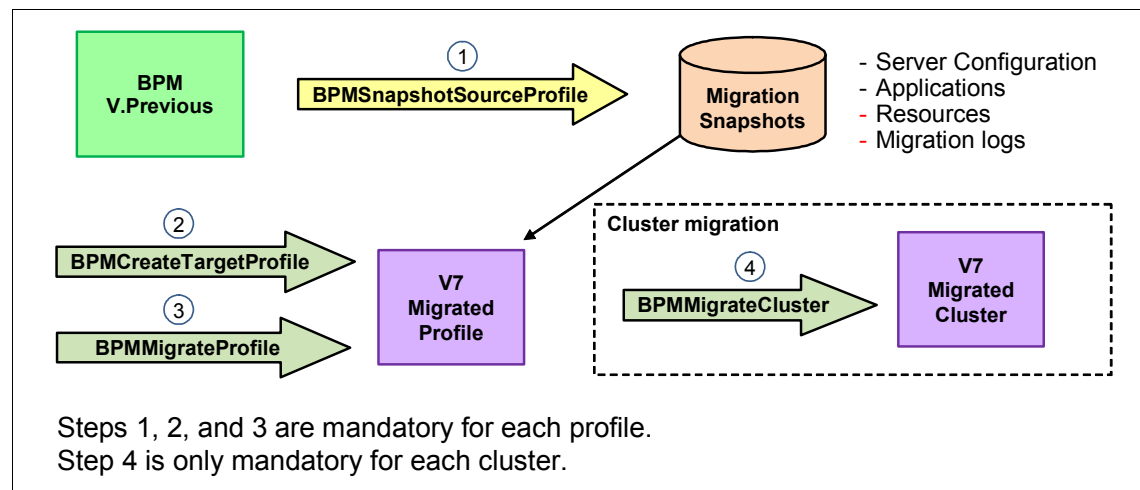 BPM
V.Previous
1
BPMSnapshotSourceProfile
Migration
Snapshots
- Server Configuration
- Applications
- Resources
- Migration logs
2
BPMCreateTargetProfile
3
BPMMigrateProfile
V7
Migrated
Profile
Cluster migration
4
BPMMigrateCluster
V7
Migrated
Cluster
Steps 1, 2, and 3 are mandatory for each profile.
Step 4 is only mandatory for each cluster.